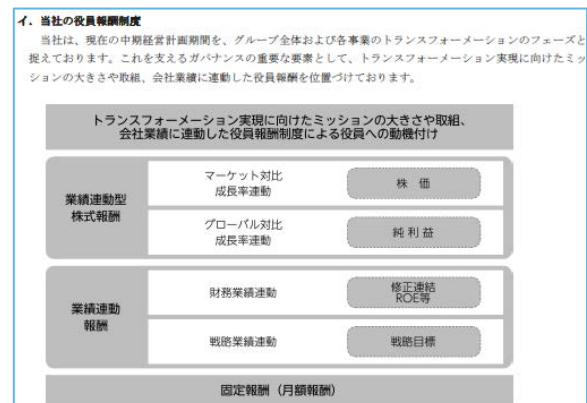 イ．当社の役員報酬制度
当社は、現在の中期経営計画期間を、グループ全体および各事業のトランスフォーメーションのフェーズと
捉えております。これを支えるガバナンスの重要な要素として、トランスフォーメーション実現に向けたミッ
ションの大きさや取組、会社業績に連動した役員報酬を位置づけております。
トランスフォーメーション実現に向けたミッションの大きさや取組、
会社業績に連動した役員報酬制度による役員への動機付け
業績連動型
株式報酬
マーケット対比
成長率連動
株 価
グローバル対比
成長率連動
純利益
業績連動
報酬
財務業績連動
修正連結
ROE等
戦略業績連動
戦略目標
固定報酬（月額報酬）